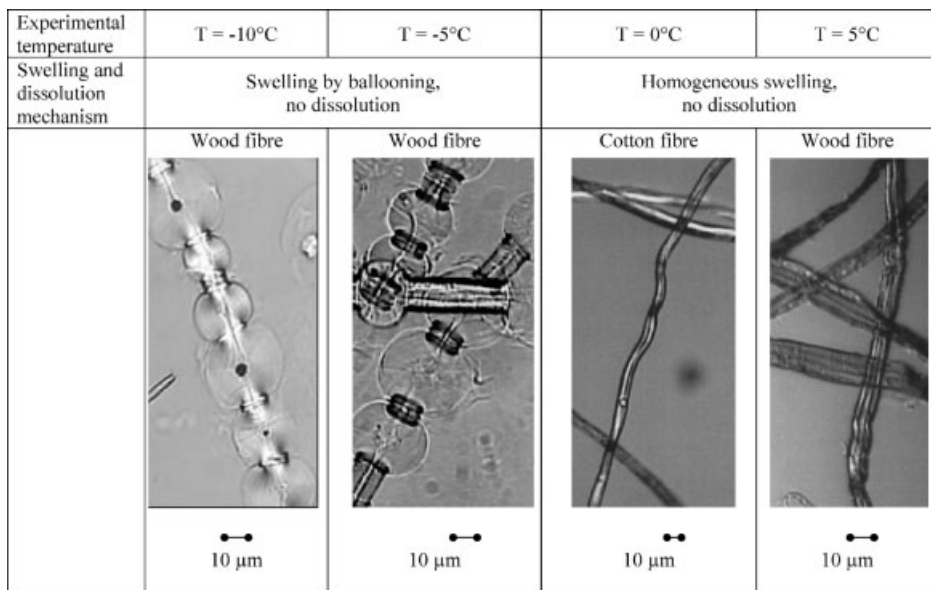 Experimental
temperature
T = -10°C
T = -5°C
T = 0°C
T = 5°C
Swelling and
dissolution
mechanism
Swelling by ballooning,
no dissolution
Homogeneous swelling,
no dissolution
Wood fibre
Wood fibre
Cotton fibre
Wood fibre
10 µm
10 µm
10 µm
10 µm